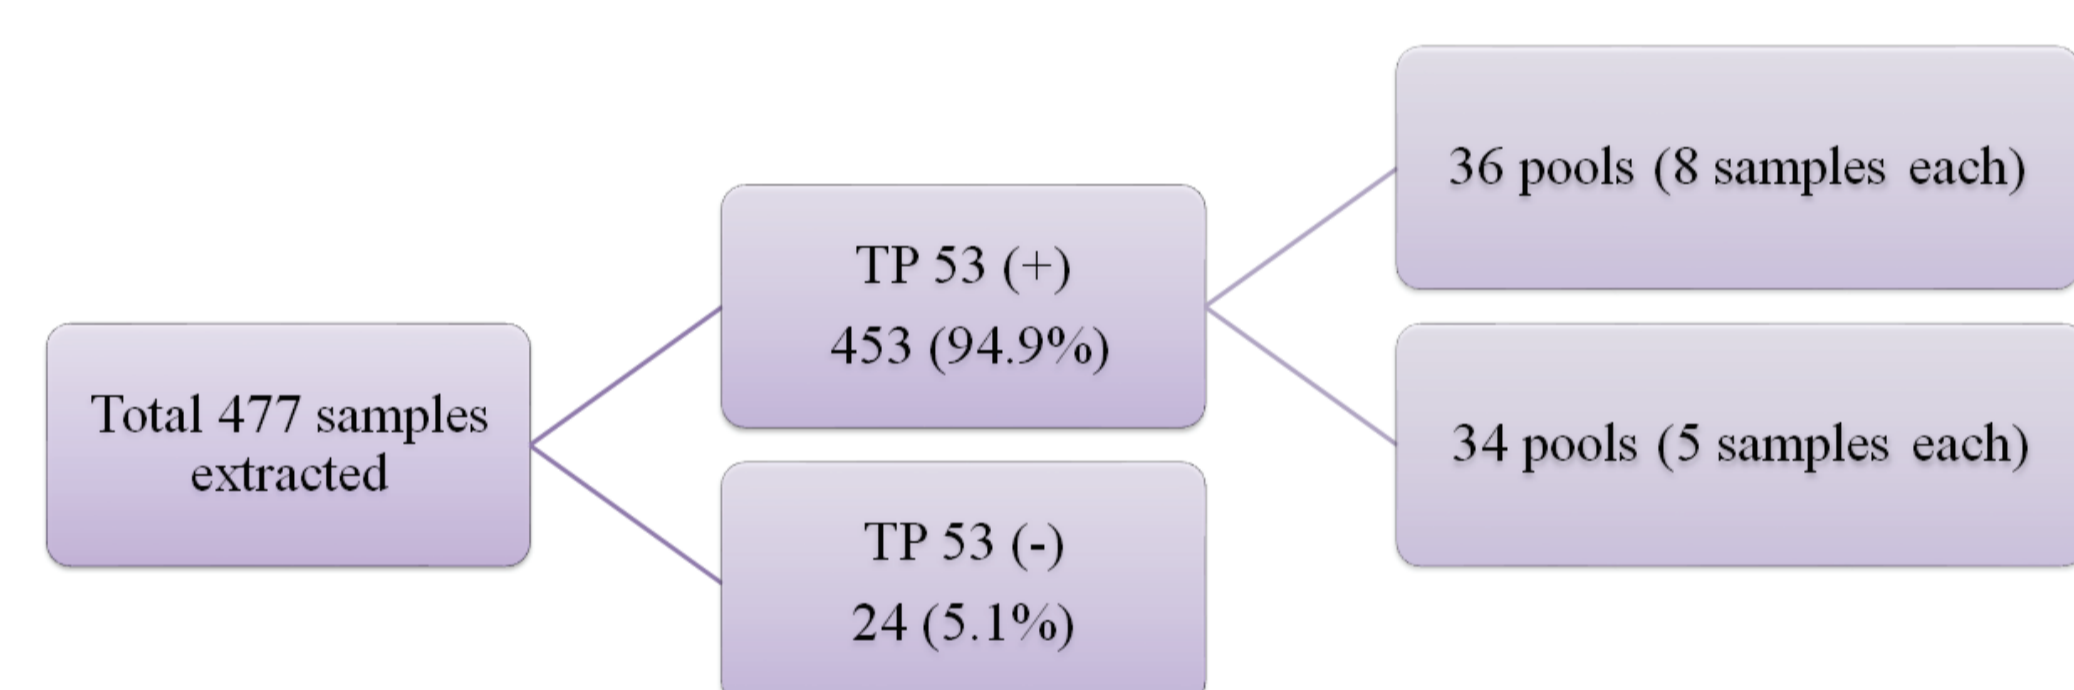 Total 477 samples
extracted
TP 53 (+)
453 (94.9%)
TP 53 (-)
24 (5.1%)
36 pools (8 samples each)
34 pools (5 samples each)